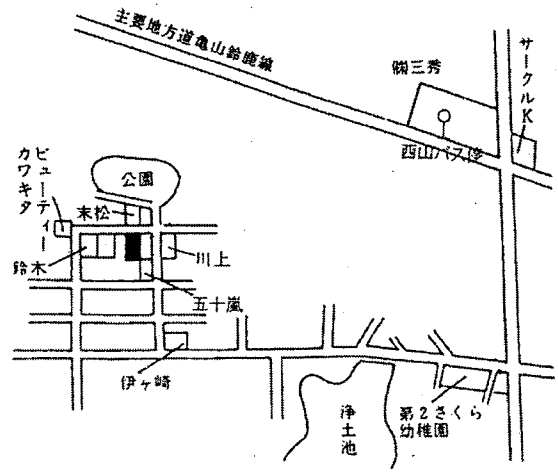 主要地方道亀山鈴鹿線
㈱三秀
サークルK
西山バス停
ビューティー
カワキタ
公園
末松
鈴木
川上
五十嵐
伊ヶ崎
浄土池
第2さくら
幼稚園